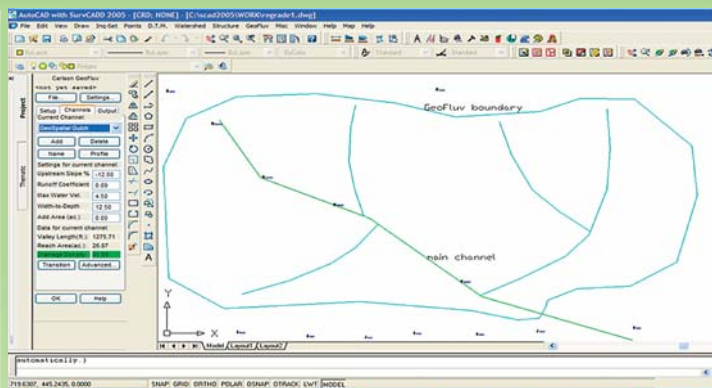 AutoCAD with SurvCADD 2005 - [CRD; NONE] - [C:\scad2005\WORK\regrade1.dwg]
File Edit View Draw Inq-Set Points D.T.M. Watershed Structure GeoFluv Misc Window Help Map Made
ByLayer
ByLayer
ByLayer
ByColor
Standard
Standard
Carlson GeoFluv
<not yet saved>
File... Settings...
Setup Channels Output
Current Channel:
GeoSpatial Gulch
Add Delete
Name Profile
Settings for current channel:
Upstream Slope % -12.00
Runoff Coefficient 0.69
Max Water Vel. 4.50
Width-to-Depth 12.50
Add Area (ac.) 0.00
Data for current channel:
Valley Length(ft.): 1275.71
Reach Area(ac.): 26.67
Drainage Density:
Transition Advanced...
OK Help
Project
Thematic
GeoFluv boundary
main channel
Y
X
Model Layout1 Layout2
automatically.)
719.6307, 445.2435, 0.0000 SNAP GRID ORTHO POLAR OSNAP OTRACK LWT MODEL